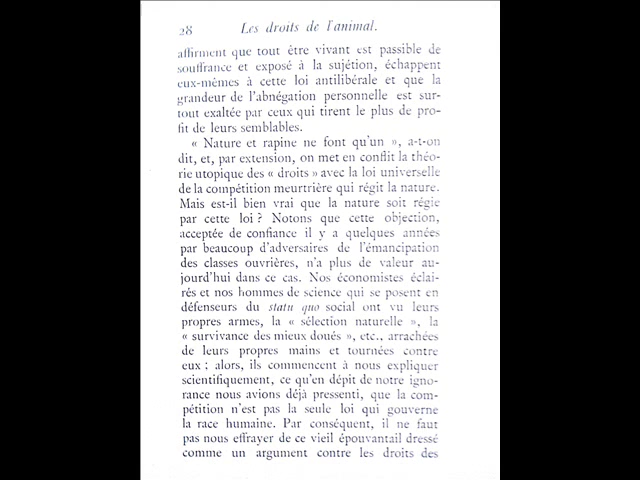 28 Les droits de l'animal.
affirment que tout être vivant est passible de
souffrance et exposé à la sujétion, échappent
eux-mêmes à cette loi antilibérale et que la
grandeur de l'abnégation personnelle est sur-
tout exaltée par ceux qui tirent le plus de pro-
fit de leurs semblables.
« Nature et rapine ne font qu'un », a-t-on
dit, et, par extension, on met en conflit la théo-
rie utopique des « droits » avec la loi universelle
de la compétition meurtrière qui régit la nature.
Mais est-il bien vrai que la nature soit régie
par cette loi ? Notons que cette objection,
acceptée de confiance il y a quelques années
par beaucoup d'adversaires de l'émancipation
des classes ouvrières, n'a plus de valeur au-
jourd'hui dans ce cas. Nos économistes éclai-
rés et nos hommes de science qui se posent en
défenseurs du statu quo social ont vu leurs
propres armes, la « sélection naturelle », la
« survivance des mieux doués », etc., arrachées
de leurs propres mains et tournées contre
eux ; alors, ils commencent à nous expliquer
scientifiquement, ce qu'en dépit de notre igno-
rance nous avions déjà pressenti, que la com-
pétition n'est pas la seule loi qui gouverne
la race humaine. Par conséquent, il ne faut
pas nous effrayer de ce vieil épouvantail dressé
comme un argument contre les droits des